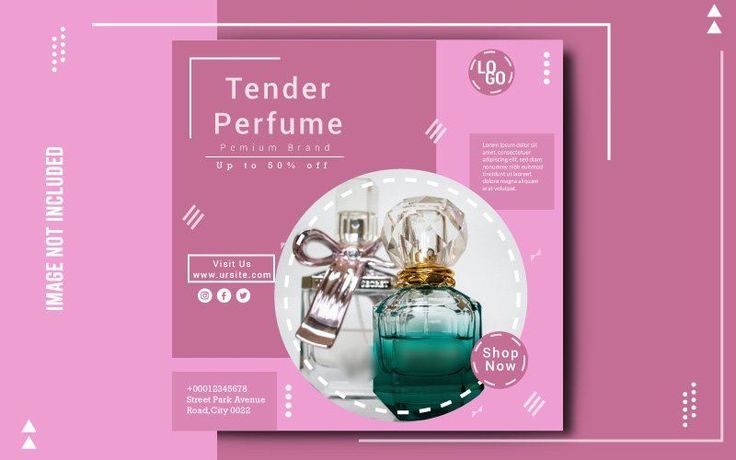 IMAGE NOT INCLUDED
Tender
Perfume
Pemium Brand
Up to 50% off
LO
GO
Lorem ipsum dolor sit
amet, consectetuer
adipiscing elit, sed diam
nonummy nibh euismod
tincidunt ut laoreet
dolore magna aliquam
erat volutpat.
Visit Us
www.ursite.com
SECRET
Shop
Now
+00012345678
Street Park Avenue
Road,City 0022